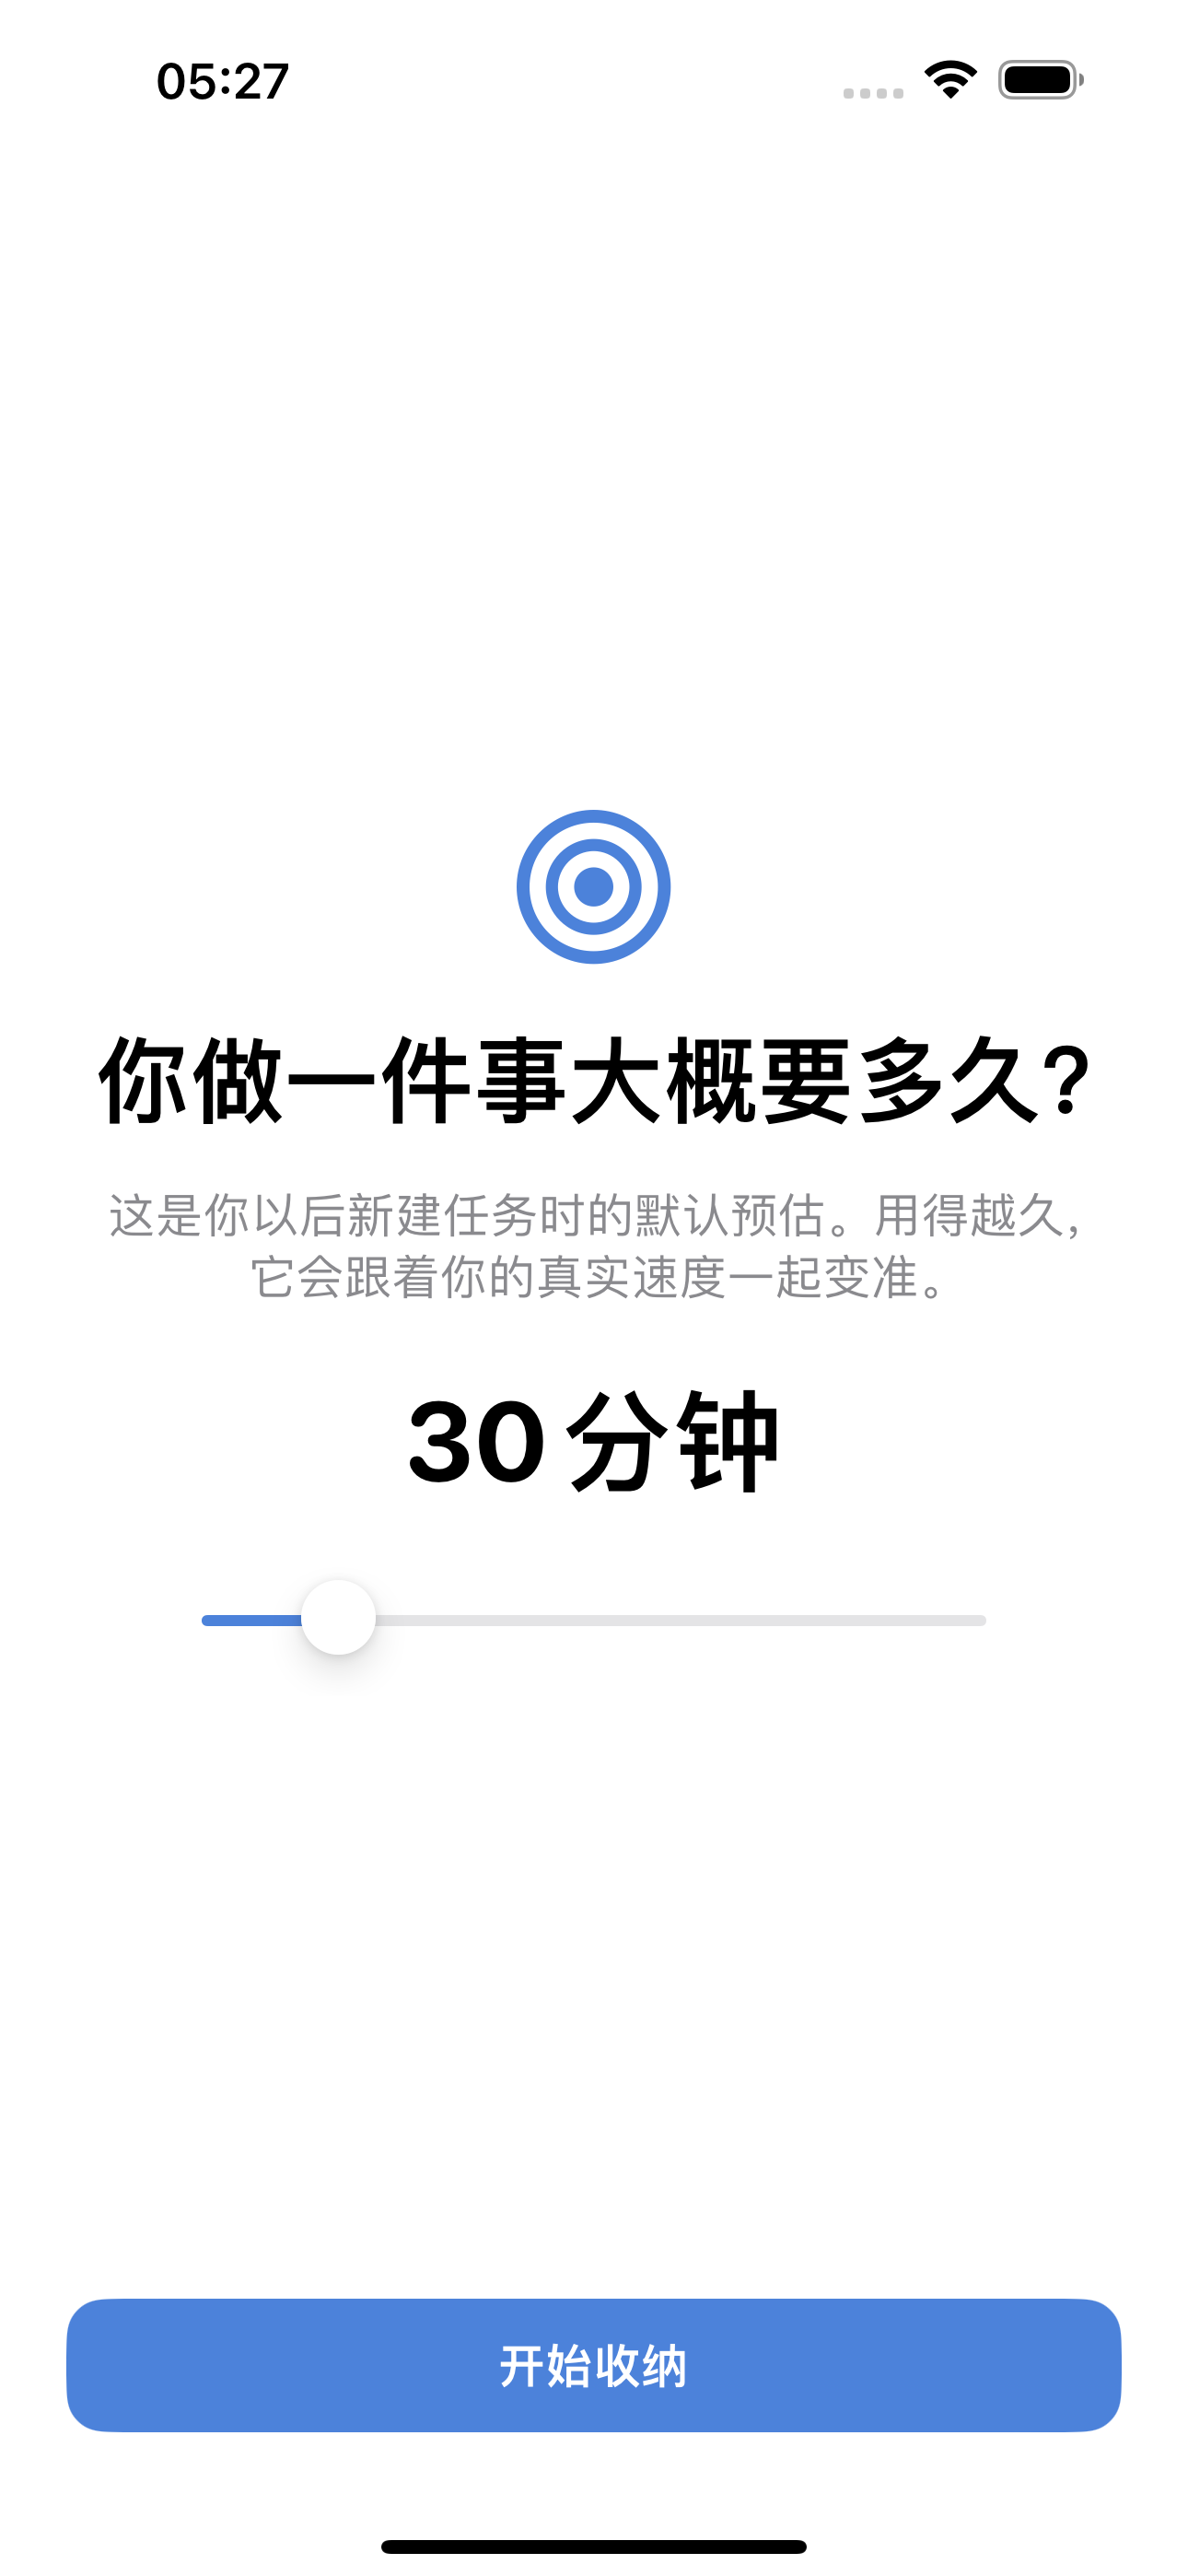 05:27
你做一件事大概要多久?
这是你以后新建任务时的默认预估。用得越久,
它会跟着你的真实速度一起变准。
30 分钟
开始收纳